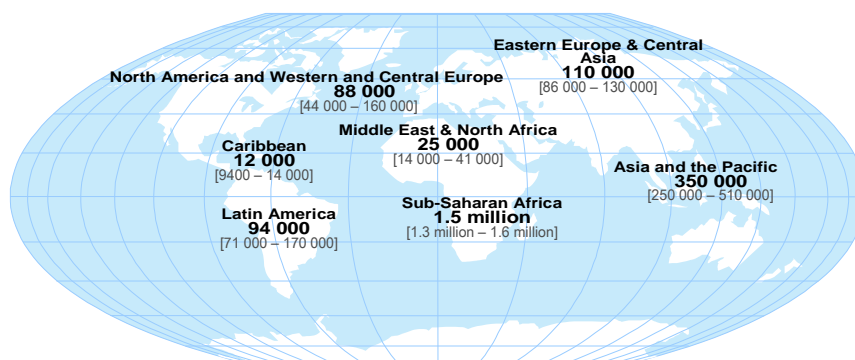 Eastern Europe & Central
Asia
110 000
[86 000 – 130 000]
North America and Western and Central Europe
88 000
[44 000 – 160 000]
Middle East & North Africa
25 000
[14 000 – 41 000]
Caribbean
12 000
[9400 – 14 000]
Asia and the Pacific
350 000
[250 000 – 510 000]
Sub-Saharan Africa
1.5 million
[1.3 million – 1.6 million]
Latin America
94 000
[71 000 – 170 000]